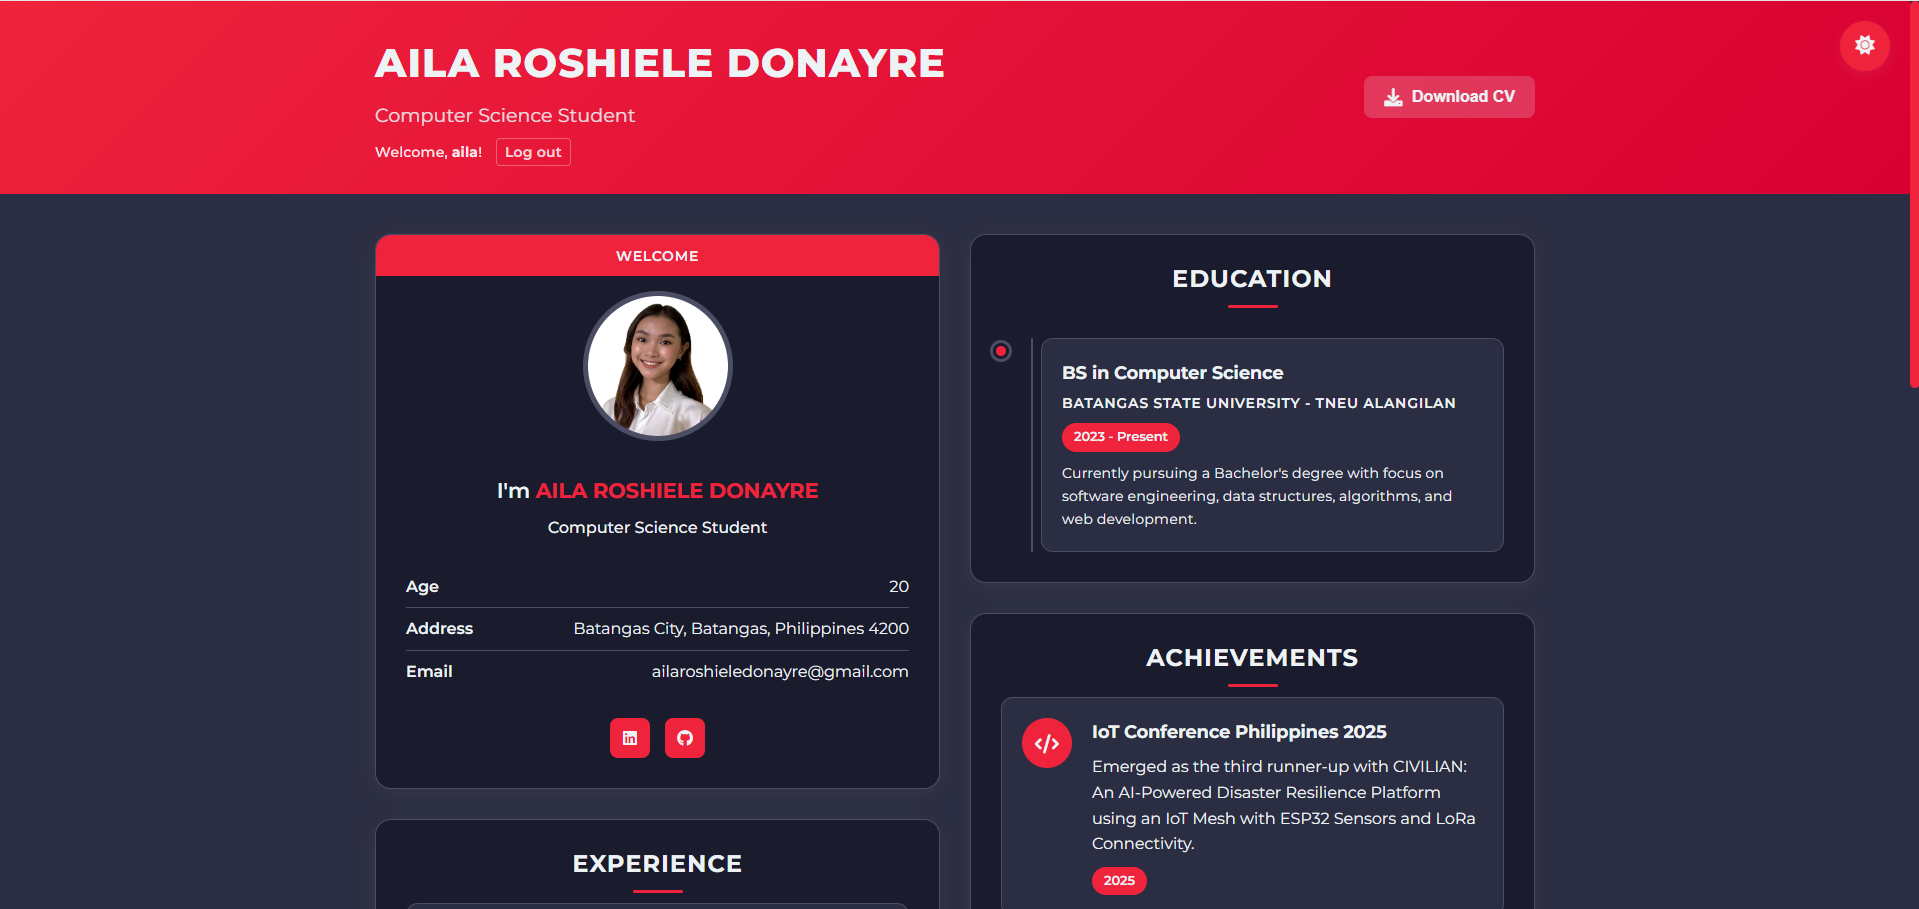 AILA ROSHIELE DONAYRE
Computer Science Student
Welcome, aila! Log out
Download CV
WELCOME
I'm AILA ROSHIELE DONAYRE
Computer Science Student
Age 20
Address Batangas City, Batangas, Philippines 4200
Email ailaroshieledonayre@gmail.com
in
EXPERIENCE
EDUCATION
BS in Computer Science
BATANGAS STATE UNIVERSITY - TNEU ALANGILAN
2023 - Present
Currently pursuing a Bachelor's degree with focus on
software engineering, data structures, algorithms, and
web development.
ACHIEVEMENTS
</>
IoT Conference Philippines 2025
Emerged as the third runner-up with CIVILIAN:
An AI-Powered Disaster Resilience Platform
using an IoT Mesh with ESP32 Sensors and LoRa
Connectivity.
2025